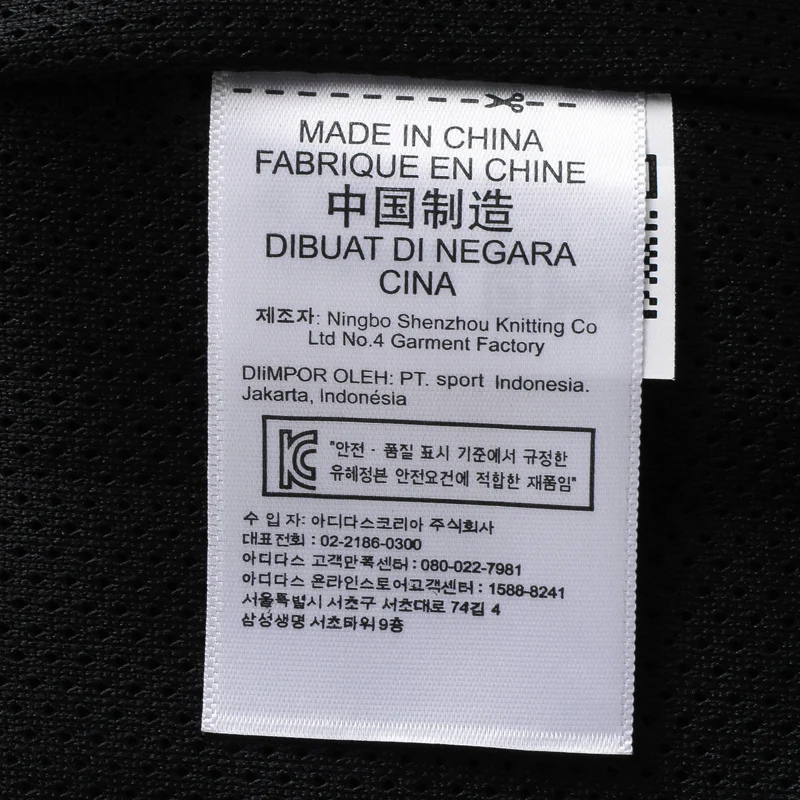 MADE IN CHINA
FABRIQUE EN CHINE
中国制造
DIBUAT DI NEGARA
CINA
제조자: Ningbo Shenzhou Knitting Co
Ltd No.4 Garment Factory
DIiMPOR OLEH: PT. sport Indonesia.
Jakarta, Indonésia
KC
"안전 · 품질 표시 기준에서 규정한
유혜정본 안전요건에 적합한 재품임"
수 입 자: 아디다스코리아 주식회사
대표전화 : 02-2186-0300
아디다스 고객만족센터 : 080-022-7981
아디다스 온라인스토어고객센터 : 1588-8241
서울특별시 서초구 서초대로 74길 4
삼성생명 서초타워 9층